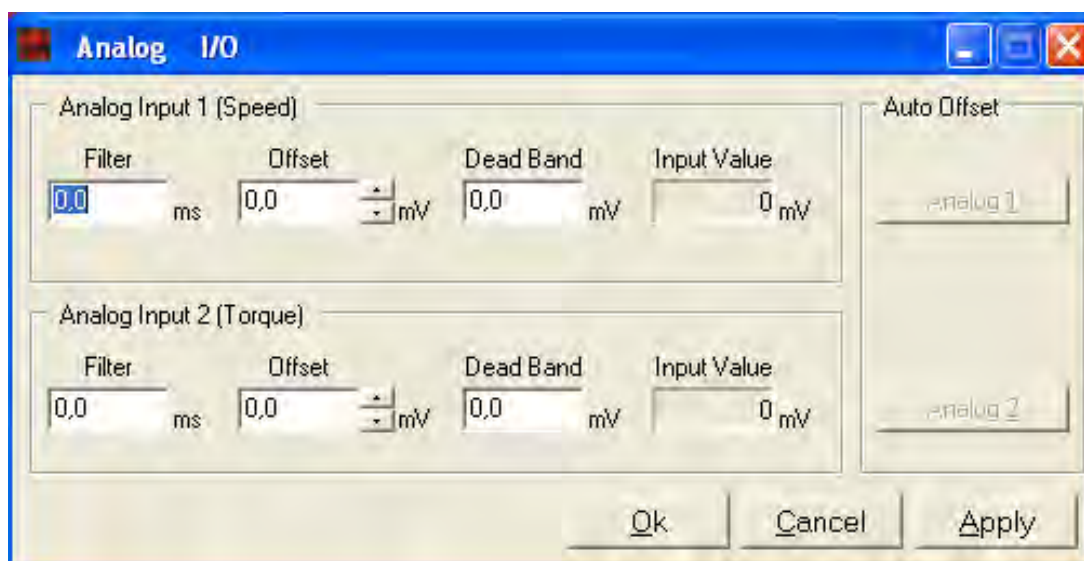 Analog I/O
Analog Input 1 (Speed)
Auto Offset
Filter Offset Dead Band Input Value
0,0 ms 0,0 mV 0,0 mV 0 mV
Analog 1
Analog Input 2 (Torque)
Filter Offset Dead Band Input Value
0,0 ms 0,0 mV 0,0 mV 0 mV
Analog 2
Ok Cancel Apply